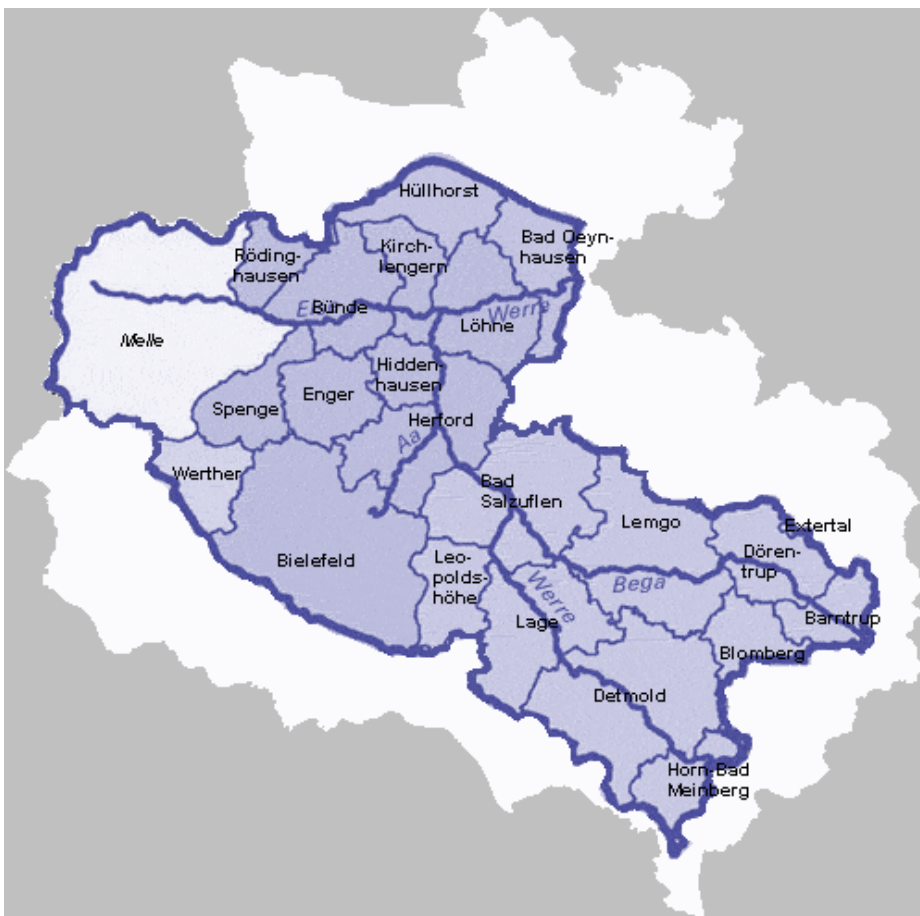 Hüllhorst
Bad Oeyn-
hausen
Kirch-
lengern
Röding-
hausen
Bünde
Werre
Löhne
Melle
Hidden-
hausen
Enger
Spenge
Herford
Aa
Werther
Bad
Salzuflen
Lemgo
Extertal
Bielefeld
Leo-
polds-
höhe
Dören-
trup
Werre
Bega
Lage
Barntrup
Blomberg
Detmold
Horn-Bad
Meinberg